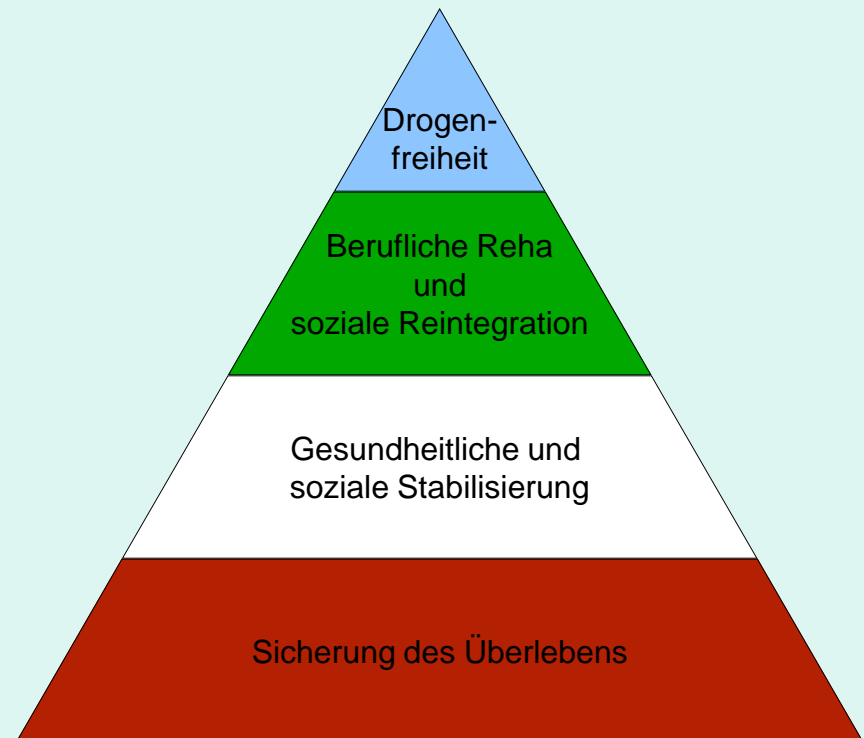 Drogen-
freiheit
Berufliche Reha
und
soziale Reintegration
Gesundheitliche und
soziale Stabilisierung
Sicherung des Überlebens